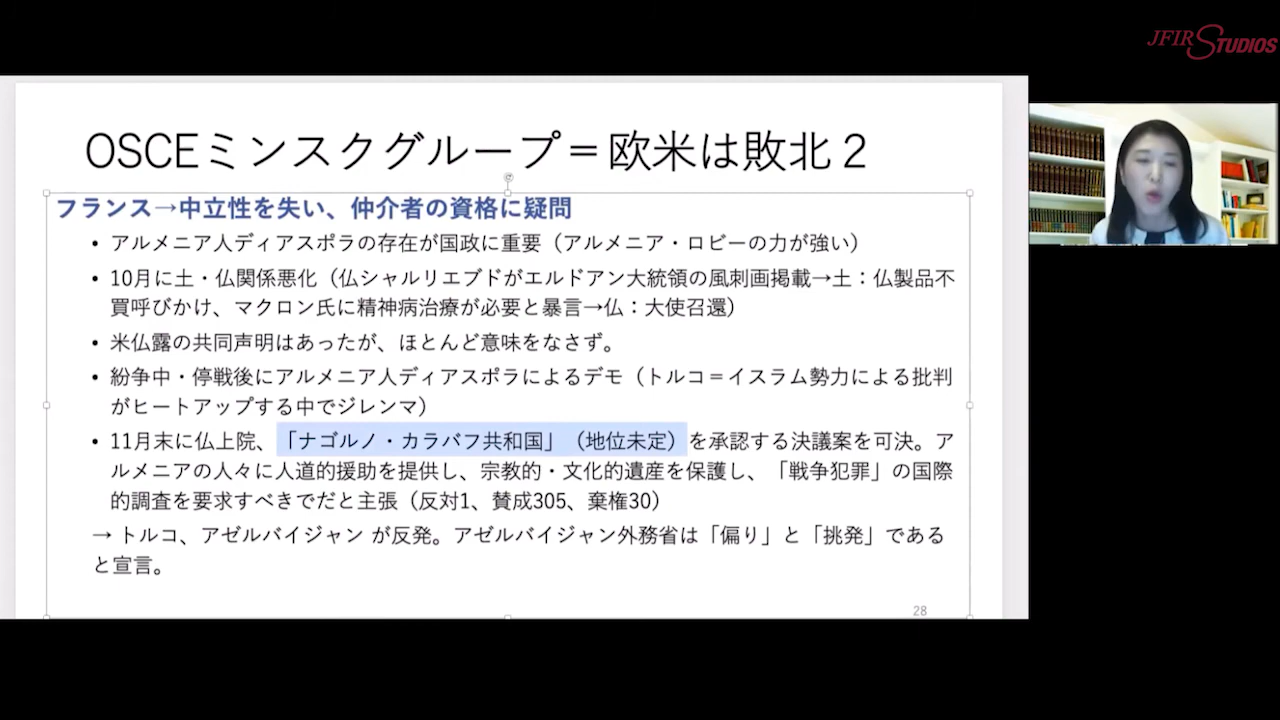 JFIR STUDIOS
OSCEミンスクグループ＝欧米は敗北２
フランス→中立性を失い、仲介者の資格に疑問
• アルメニア人ディアスポラの存在が国政に重要（アルメニア・ロビーの力が強い）
• 10月に土・仏関係悪化（仏シャルリエブドがエルドアン大統領の風刺画掲載→土：仏製品不
買呼びかけ、マクロン氏に精神病治療が必要と暴言→仏：大使召還）
• 米仏露の共同声明はあったが、ほとんど意味をなさず。
• 紛争中・停戦後にアルメニア人ディアスポラによるデモ（トルコ＝イスラム勢力による批判
がヒートアップする中でジレンマ）
• 11月末に仏上院、「ナゴルノ・カラバフ共和国」（地位未定）を承認する決議案を可決。ア
ルメニアの人々に人道的援助を提供し、宗教的・文化的遺産を保護し、「戦争犯罪」の国際
的調査を要求すべきでだと主張（反対1、賛成305、棄権30）
→ トルコ、アゼルバイジャン が反発。アゼルバイジャン外務省は「偏り」と「挑発」である
と宣言。
28